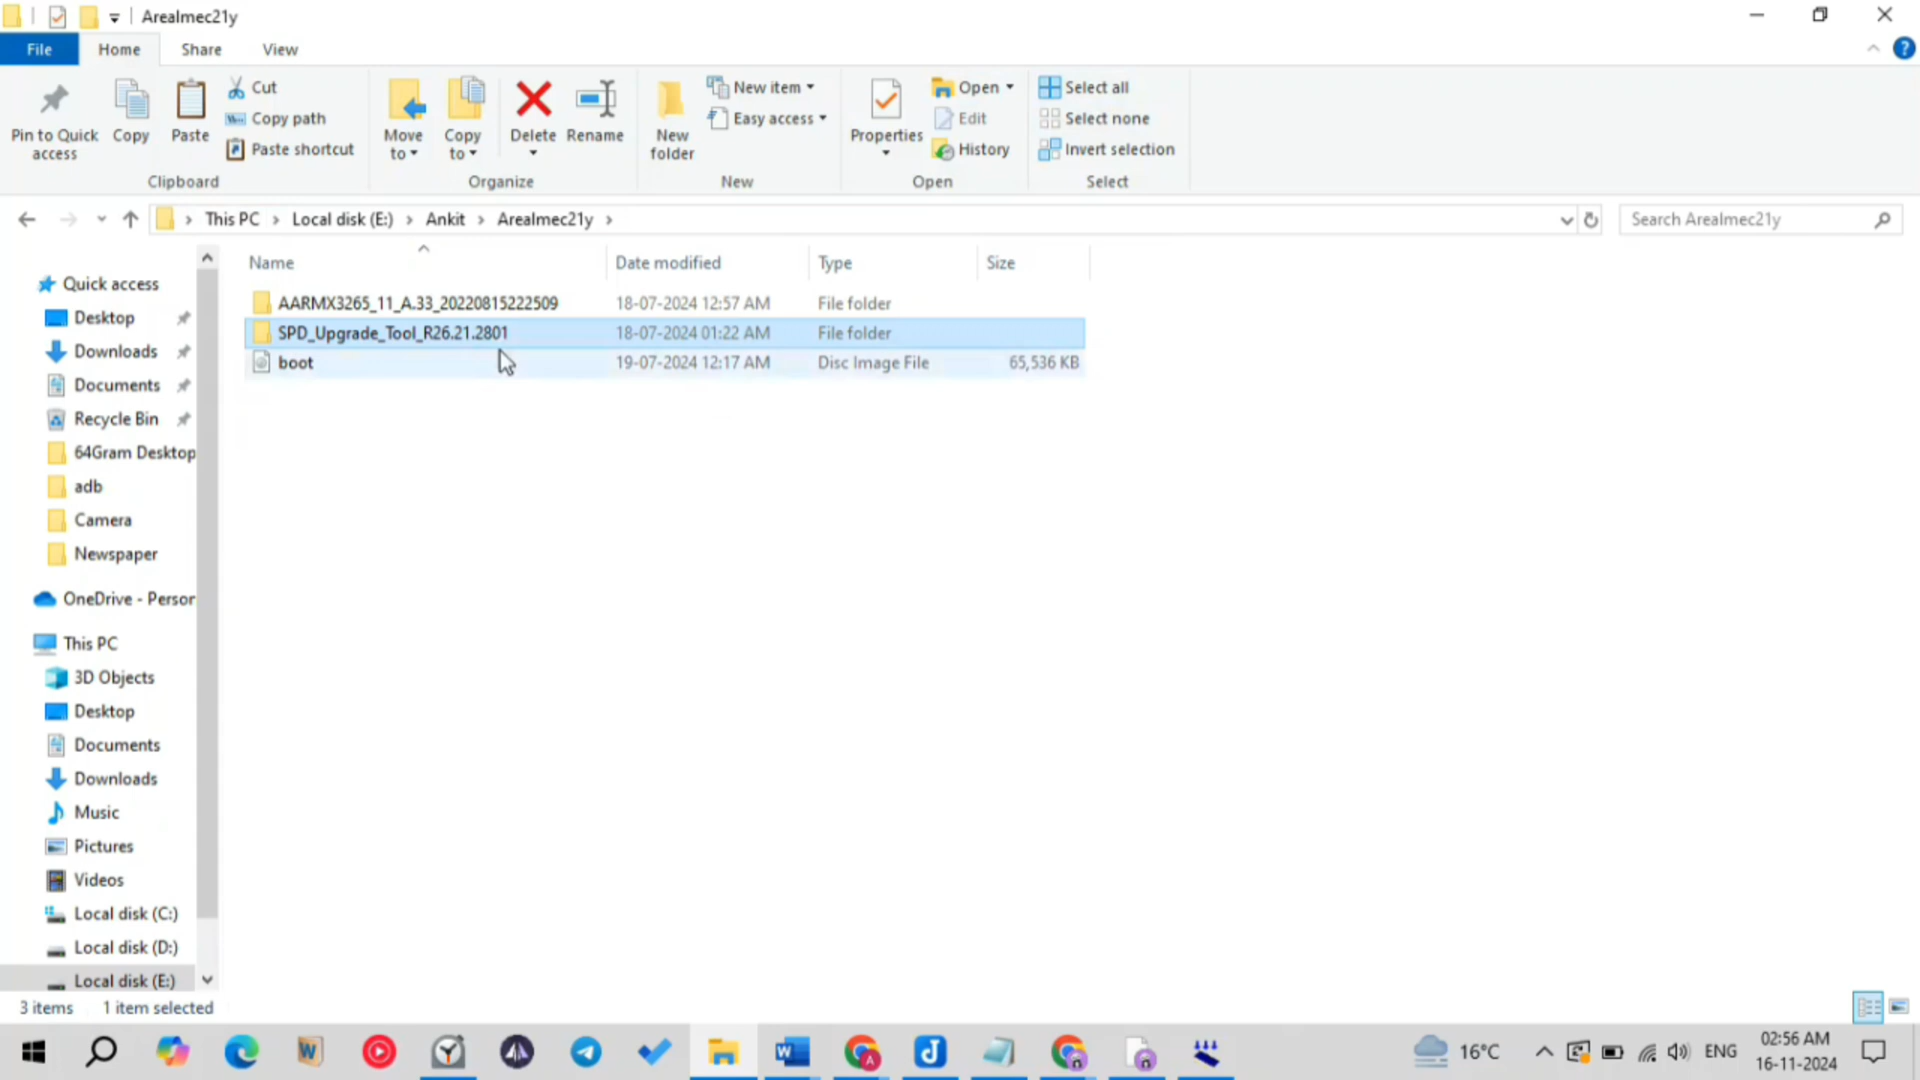 Arealmec21y
File Home Share View
Pin to Quick access
Copy
Paste
Cut
Copy path
Paste shortcut
Clipboard
Move to
Copy to
Delete
Rename
Organize
New folder
New item
Easy access
New
Properties
Open
Edit
History
Open
Select all
Select none
Invert selection
Select
This PC > Local disk (E:) > Ankit > Arealmec21y >
Search Arealmec21y
Name Date modified Type Size
AARMX3265_11_A.33_20220815222509 18-07-2024 12:57 AM File folder
SPD_Upgrade_Tool_R26.21.2801 18-07-2024 01:22 AM File folder
boot 19-07-2024 12:17 AM Disc Image File 65,536 KB
Quick access
Desktop
Downloads
Documents
Recycle Bin
64Gram Desktop
adb
Camera
Newspaper
OneDrive - Person
This PC
3D Objects
Desktop
Documents
Downloads
Music
Pictures
Videos
Local disk (C:)
Local disk (D:)
Local disk (E:)
3 items 1 item selected
16°C ENG 02:56 AM
16-11-2024